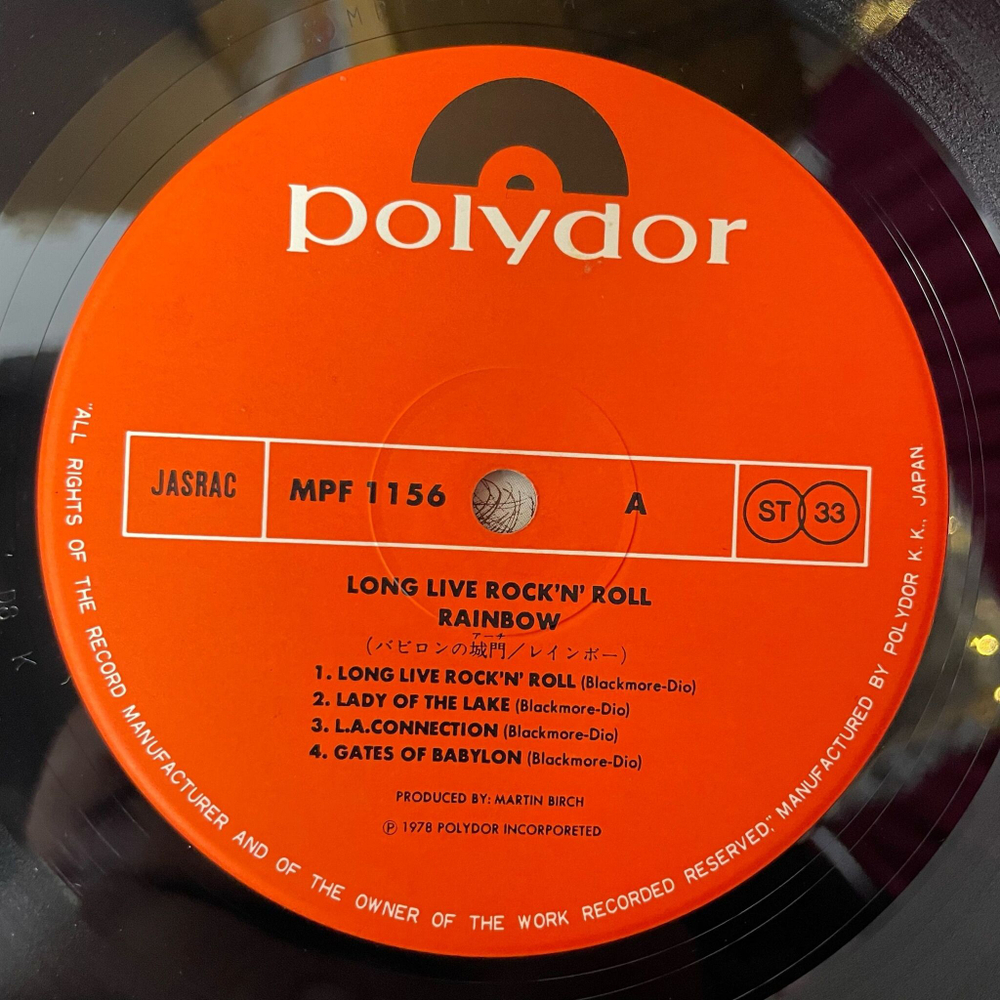 polydor
JASRAC
MPF 1156
A
ST 33
LONG LIVE ROCK'N' ROLL
RAINBOW
アーチ
(バビロンの城門/レインボー)
1. LONG LIVE ROCK'N' ROLL (Blackmore-Dio)
2. LADY OF THE LAKE (Blackmore-Dio)
3. L.A.CONNECTION (Blackmore-Dio)
4. GATES OF BABYLON (Blackmore-Dio)
PRODUCED BY: MARTIN BIRCH
Ⓟ 1978 POLYDOR INCORPORETED
"ALL RIGHTS OF THE RECORD MANUFACTURER AND OF THE OWNER OF THE WORK RECORDED RESERVED," MANUFACTURED BY POLYDOR K.K., JAPAN.